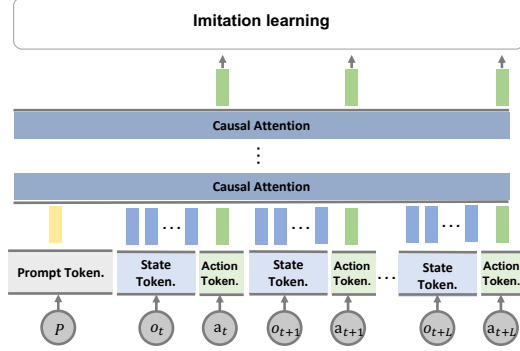 Imitation learning
Causal Attention
⋮
Causal Attention
... ... ...
Prompt Token. State Token. Action Token. State Token. Action Token. ... State Token. Action Token.
P o_t a_t o_{t+1} a_{t+1} o_{t+L} a_{t+L}